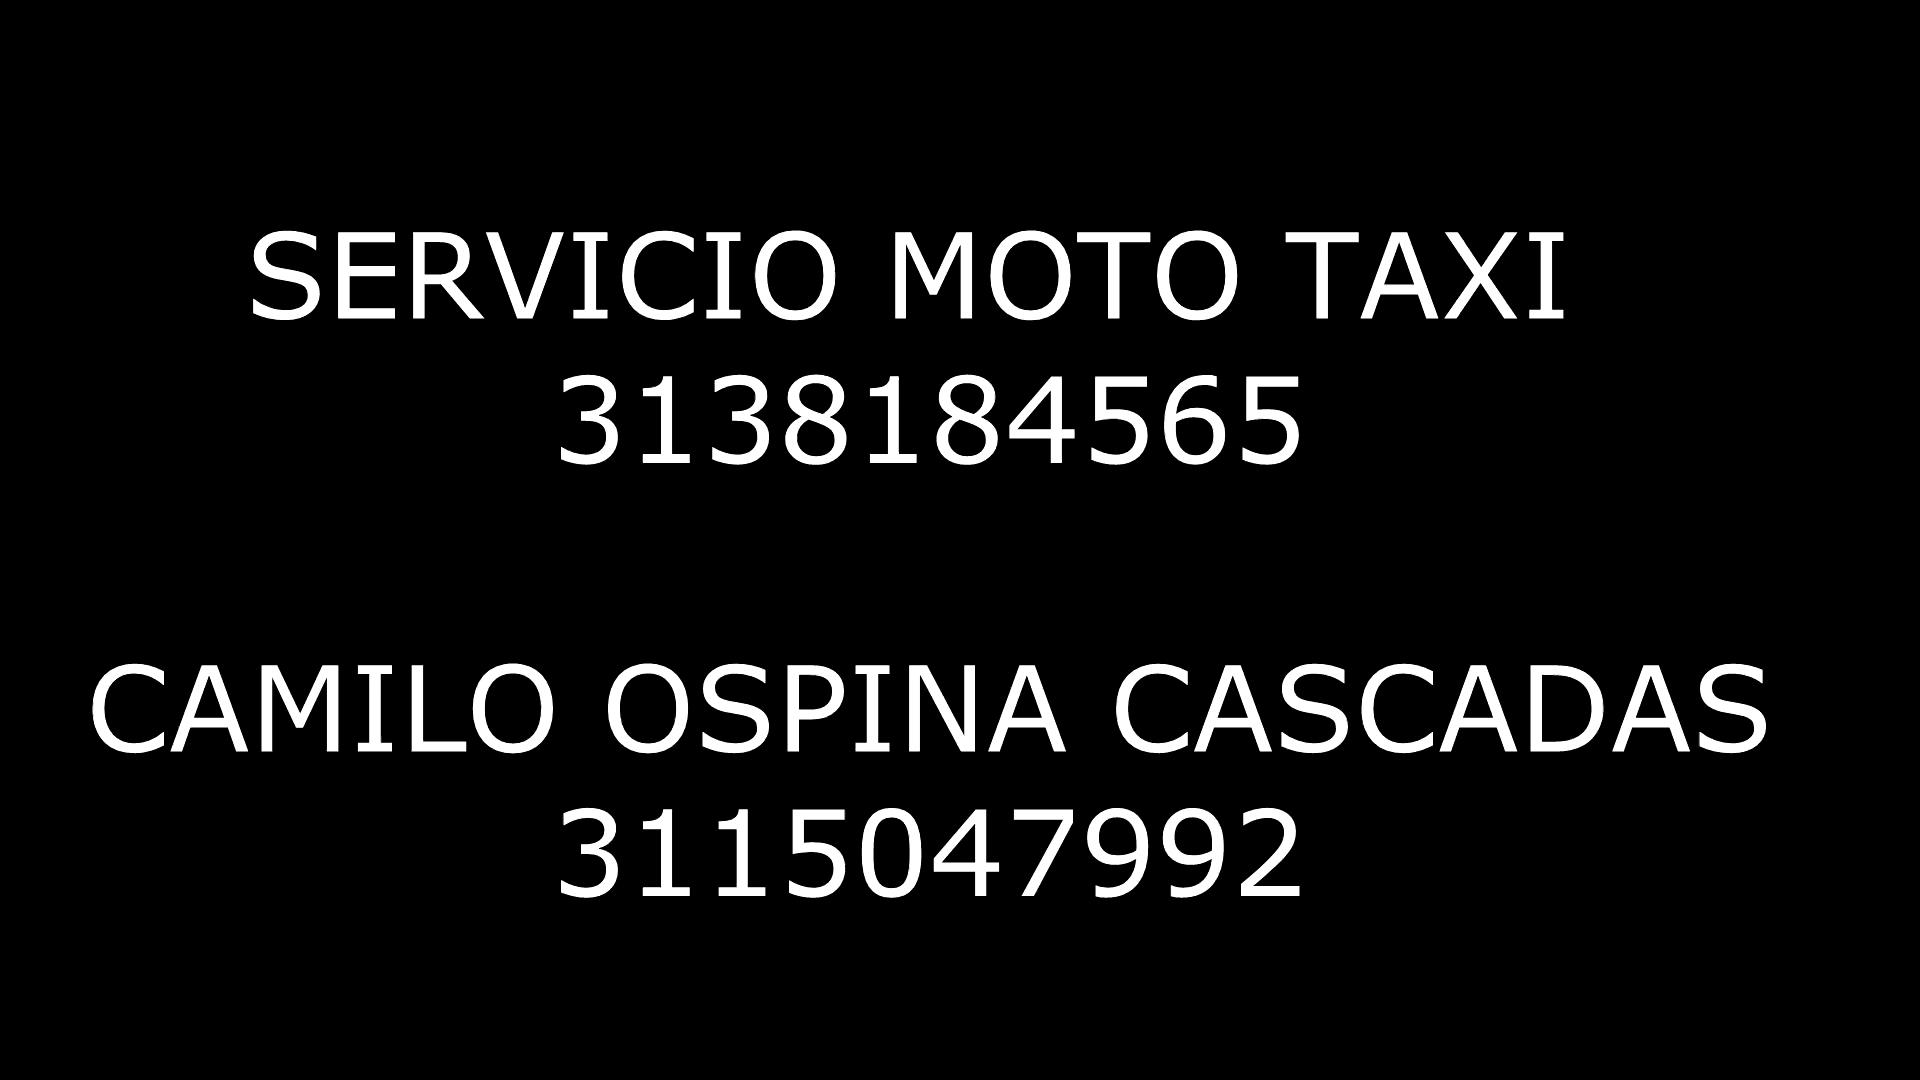 SERVICIO MOTO TAXI
3138184565
CAMILO OSPINA CASCADAS
3115047992